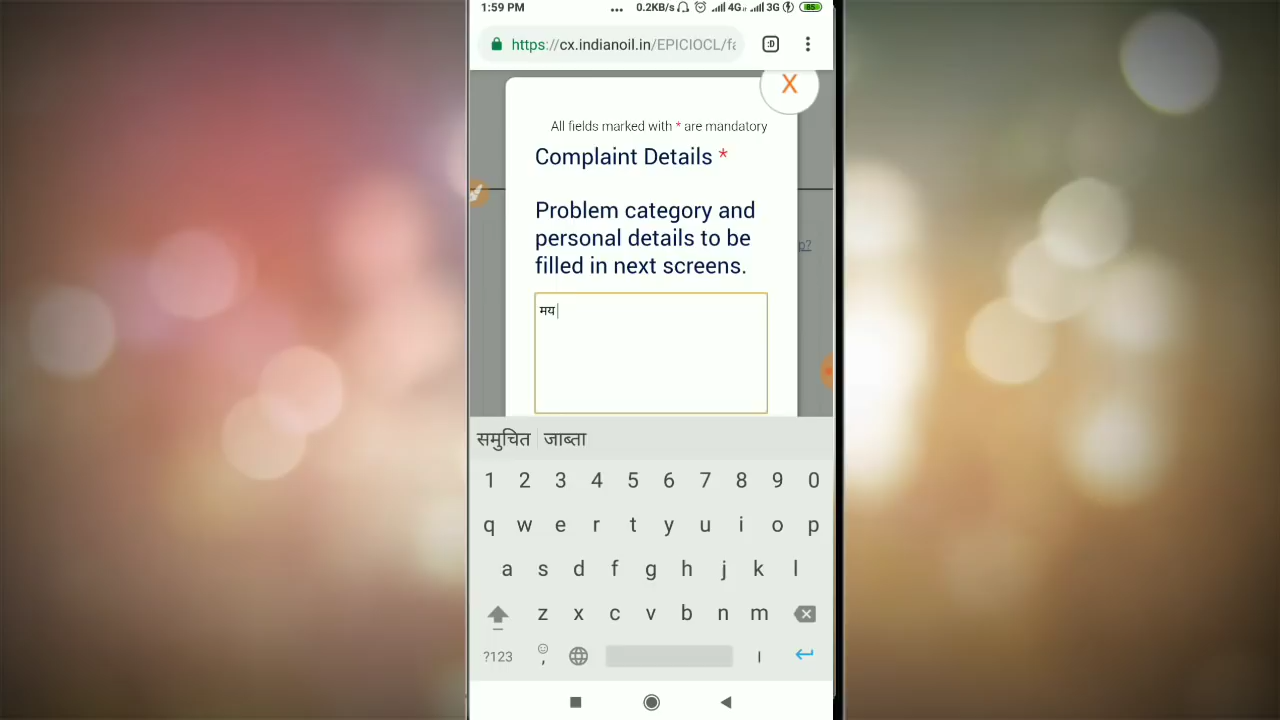 1:59 PM ... 0.2KB/s 4G 3G 85
https://cx.indianoil.in/EPICIOCL/fa
:D
X
All fields marked with * are mandatory
Complaint Details *
Problem category and
personal details to be
filled in next screens.
p?
मय
समुचित जाब्ता
1 2 3 4 5 6 7 8 9 0
q w e r t y u i o p
a s d f g h j k l
z x c v b n m
?123 , ।